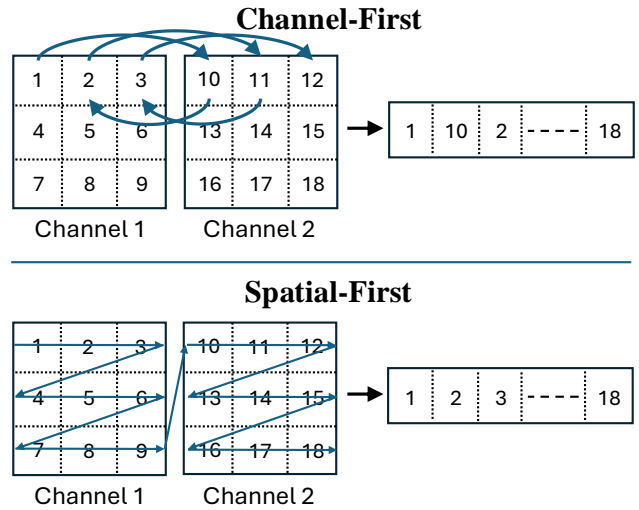 Channel-First
1 2 3 10 11 12
4 5 6 13 14 15
1 10 2 ---- 18
7 8 9 16 17 18
Channel 1 Channel 2
Spatial-First
1 2 3 10 11 12
4 5 6 13 14 15
1 2 3 ---- 18
7 8 9 16 17 18
Channel 1 Channel 2